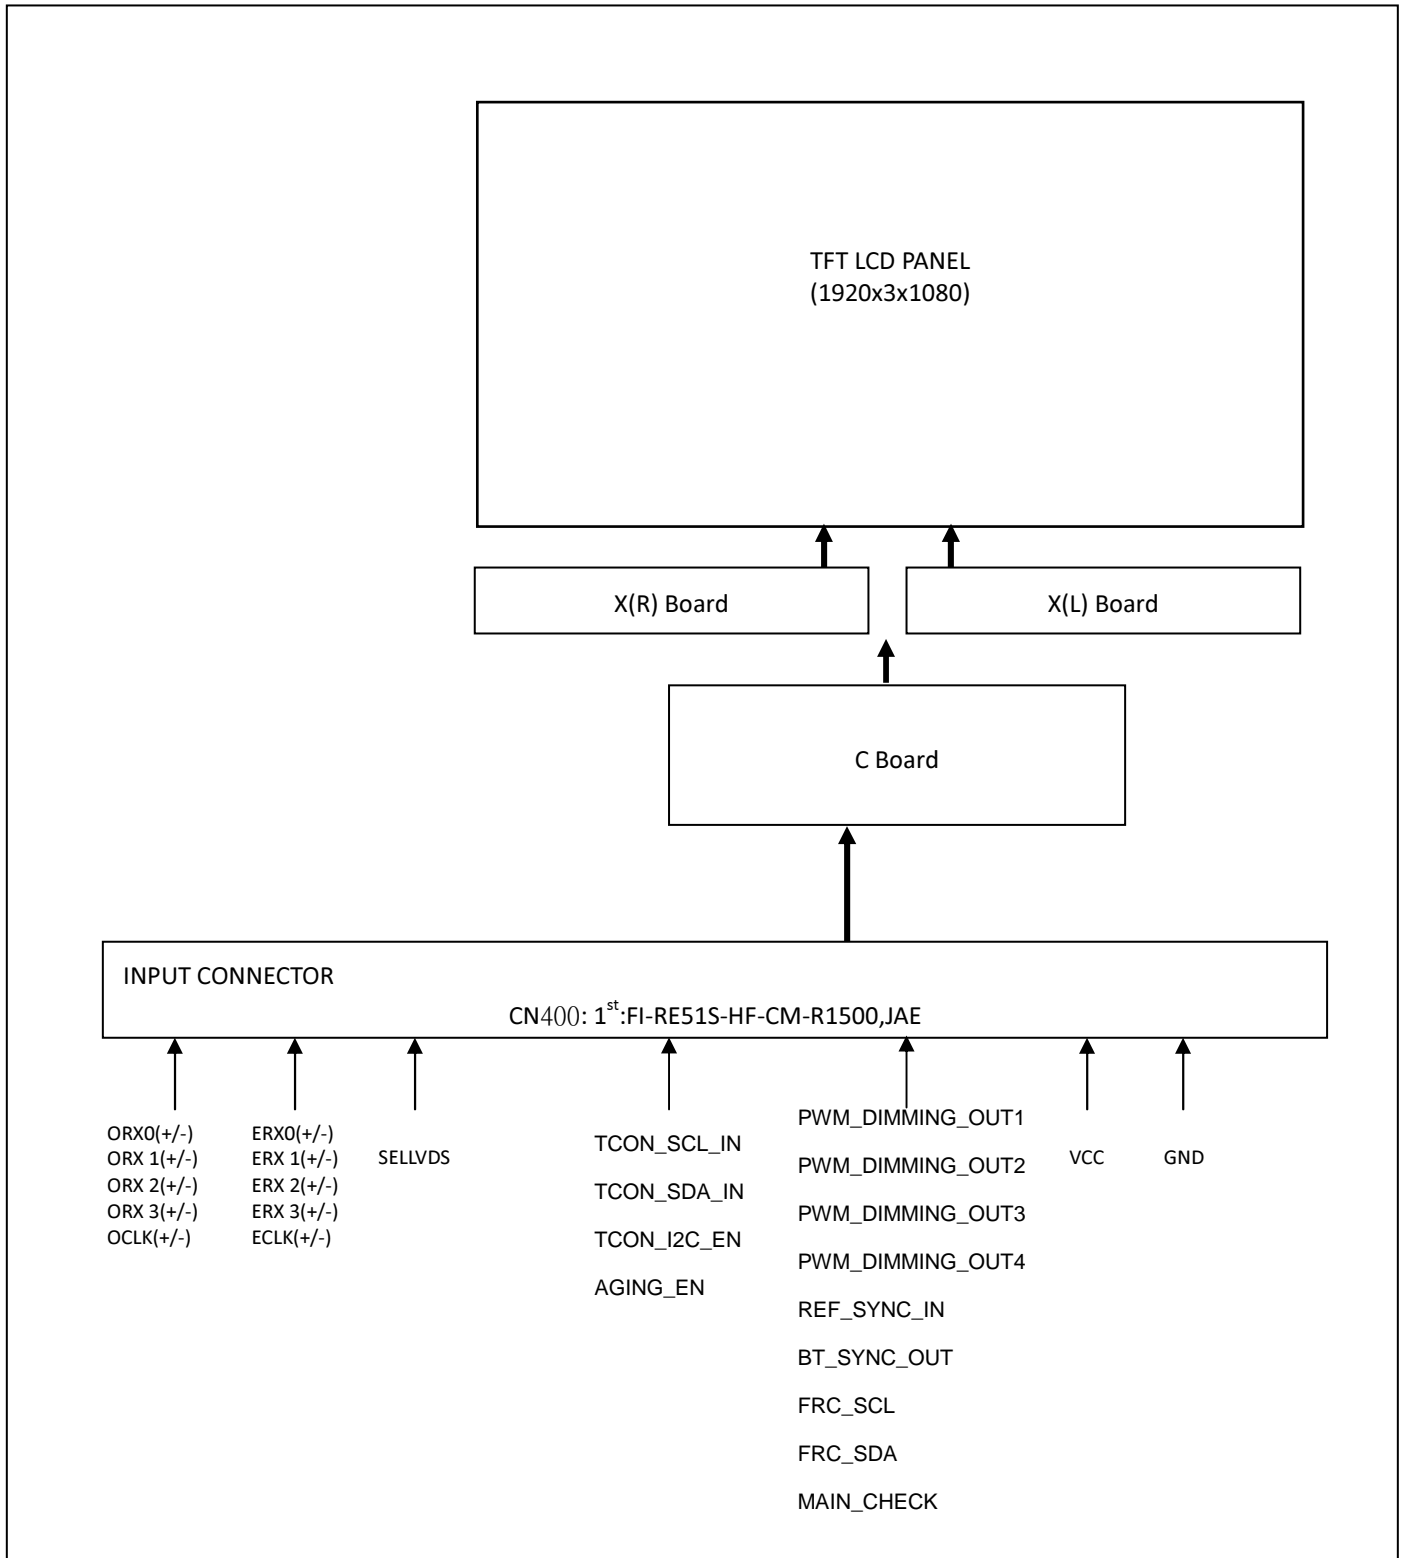 TFT LCD PANEL
(1920x3x1080)
X(R) Board
X(L) Board
C Board
INPUT CONNECTOR
CN400: 1st:FI-RE51S-HF-CM-R1500,JAE
ORX0(+/-)
ORX 1(+/-)
ORX 2(+/-)
ORX 3(+/-)
OCLK(+/-)
ERX0(+/-)
ERX 1(+/-)
ERX 2(+/-)
ERX 3(+/-)
ECLK(+/-)
SELLVDS
TCON_SCL_IN
TCON_SDA_IN
TCON_I2C_EN
AGING_EN
PWM_DIMMING_OUT1
PWM_DIMMING_OUT2
PWM_DIMMING_OUT3
PWM_DIMMING_OUT4
REF_SYNC_IN
BT_SYNC_OUT
FRC_SCL
FRC_SDA
MAIN_CHECK
VCC
GND